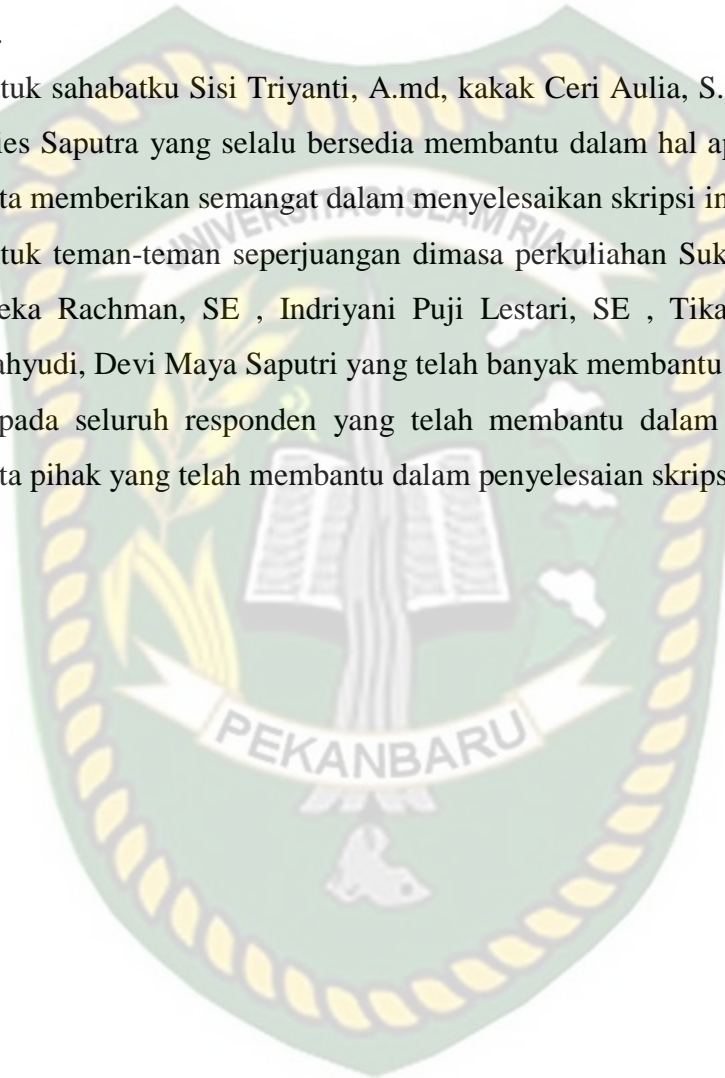 .
tuk sahabatku Sisi Triyanti, A.md, kakak Ceri Aulia, S.
ies Saputra yang selalu bersedia membantu dalam hal ap
ta memberikan semangat dalam menyelesaikan skripsi in
UNIVERSITAS ISLAM RIAU
tuk teman-teman seperjuangan dimasa perkuliahan Suk
eka Rachman, SE , Indriyani Puji Lestari, SE , Tika
ahyudi, Devi Maya Saputri yang telah banyak membantu
pada seluruh responden yang telah membantu dalam
ta pihak yang telah membantu dalam penyelesaian skrips
PEKANBARU